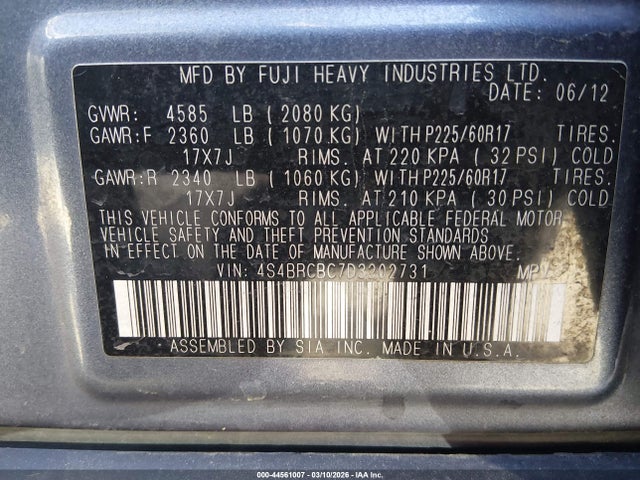 MFD BY FUJI HEAVY INDUSTRIES LTD.
DATE: 06/12
GVWR: 4585 LB ( 2080 KG)
GAWR:F 2360 LB ( 1070 KG) WITH P225/60R17 TIRES.
17X7J RIMS. AT 220 KPA ( 32 PSI) COLD
GAWR:R 2340 LB ( 1060 KG) WITH P225/60R17 TIRES.
17X7J RIMS. AT 210 KPA ( 30 PSI) COLD
THIS VEHICLE CONFORMS TO ALL APPLICABLE FEDERAL MOTOR
VEHICLE SAFETY AND THEFT PREVENTION STANDARDS
IN EFFECT ON THE DATE OF MANUFACTURE SHOWN ABOVE.
VIN: 4S4BRCBC7D3202731 MPV
ASSEMBLED BY SIA INC. MADE IN U.S.A.
000-44561007 - 03/10/2026 - IAA Inc.